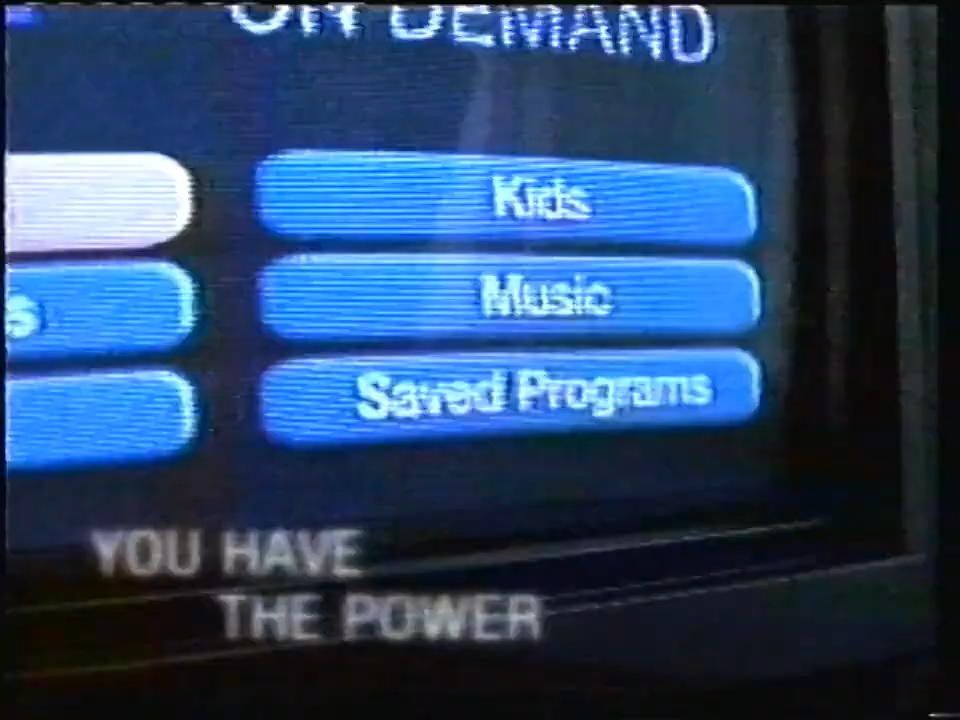 ON DEMAND
Kids
Music
s
Saved Programs
YOU HAVE
THE POWER